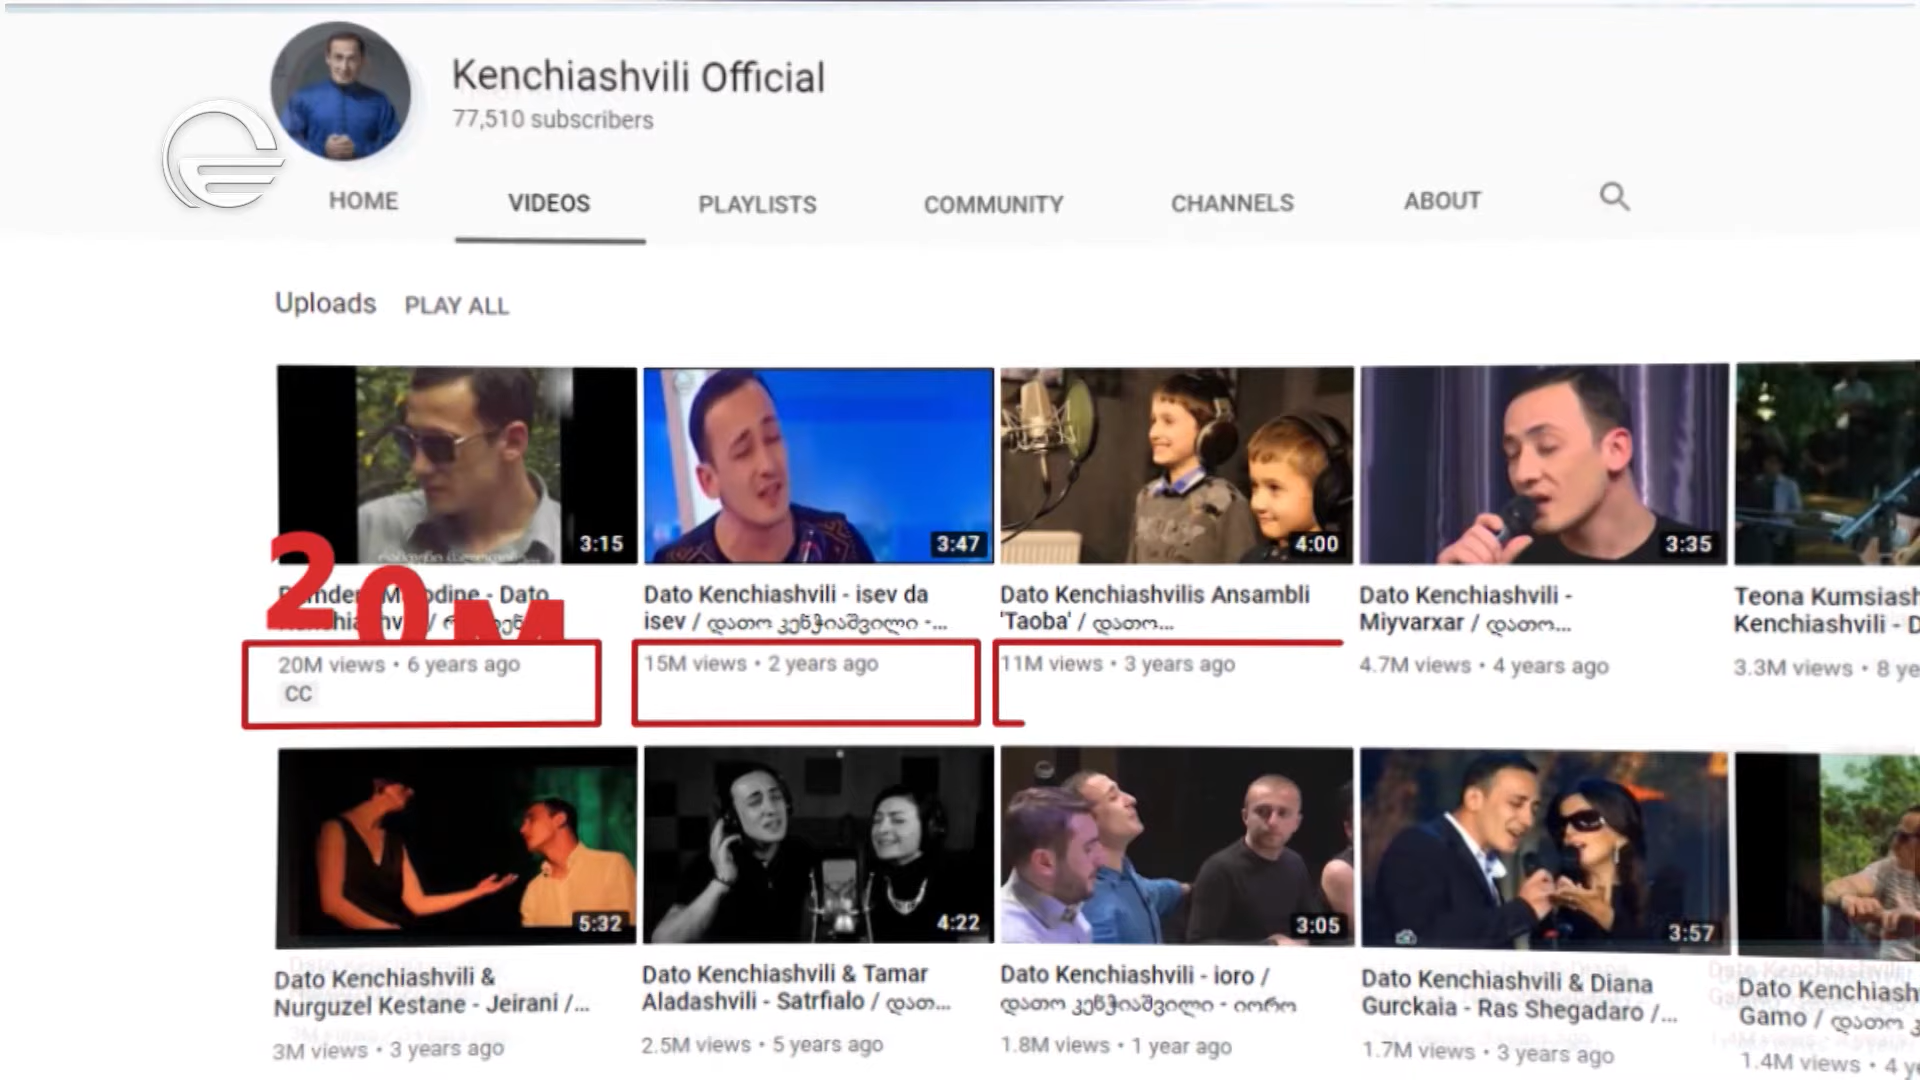 Kenchiashvili Official
77,510 subscribers
HOME VIDEOS PLAYLISTS COMMUNITY CHANNELS ABOUT
Uploads PLAY ALL
3:15
3:47
4:00
3:35
20M
Dato
Dato Kenchiashvili - isev da
isev / დათო კენჭიაშვილი -...
Dato Kenchiashvilis Ansambli
'Taoba' / დათო...
Dato Kenchiashvili -
Miyvarxar / დათო...
Teona Kumsiash
Kenchiashvili - D
20M views • 6 years ago
CC
15M views • 2 years ago
11M views • 3 years ago
4.7M views • 4 years ago
3.3M views • 8 ye
5:32
4:22
3:05
3:57
Dato Kenchiashvili &
Nurguzel Kestane - Jeirani /...
Dato Kenchiashvili & Tamar
Aladashvili - Satrfialo / დათ...
Dato Kenchiashvili - ioro /
დათო კენჭიაშვილი - იორო
Dato Kenchiashvili & Diana
Gurckaia - Ras Shegadaro /...
Dato Kenchiash
Gamo / დათო
3M views • 3 years ago
2.5M views • 5 years ago
1.8M views • 1 year ago
1.7M views • 3 years ago
1.4M views • 4 ye